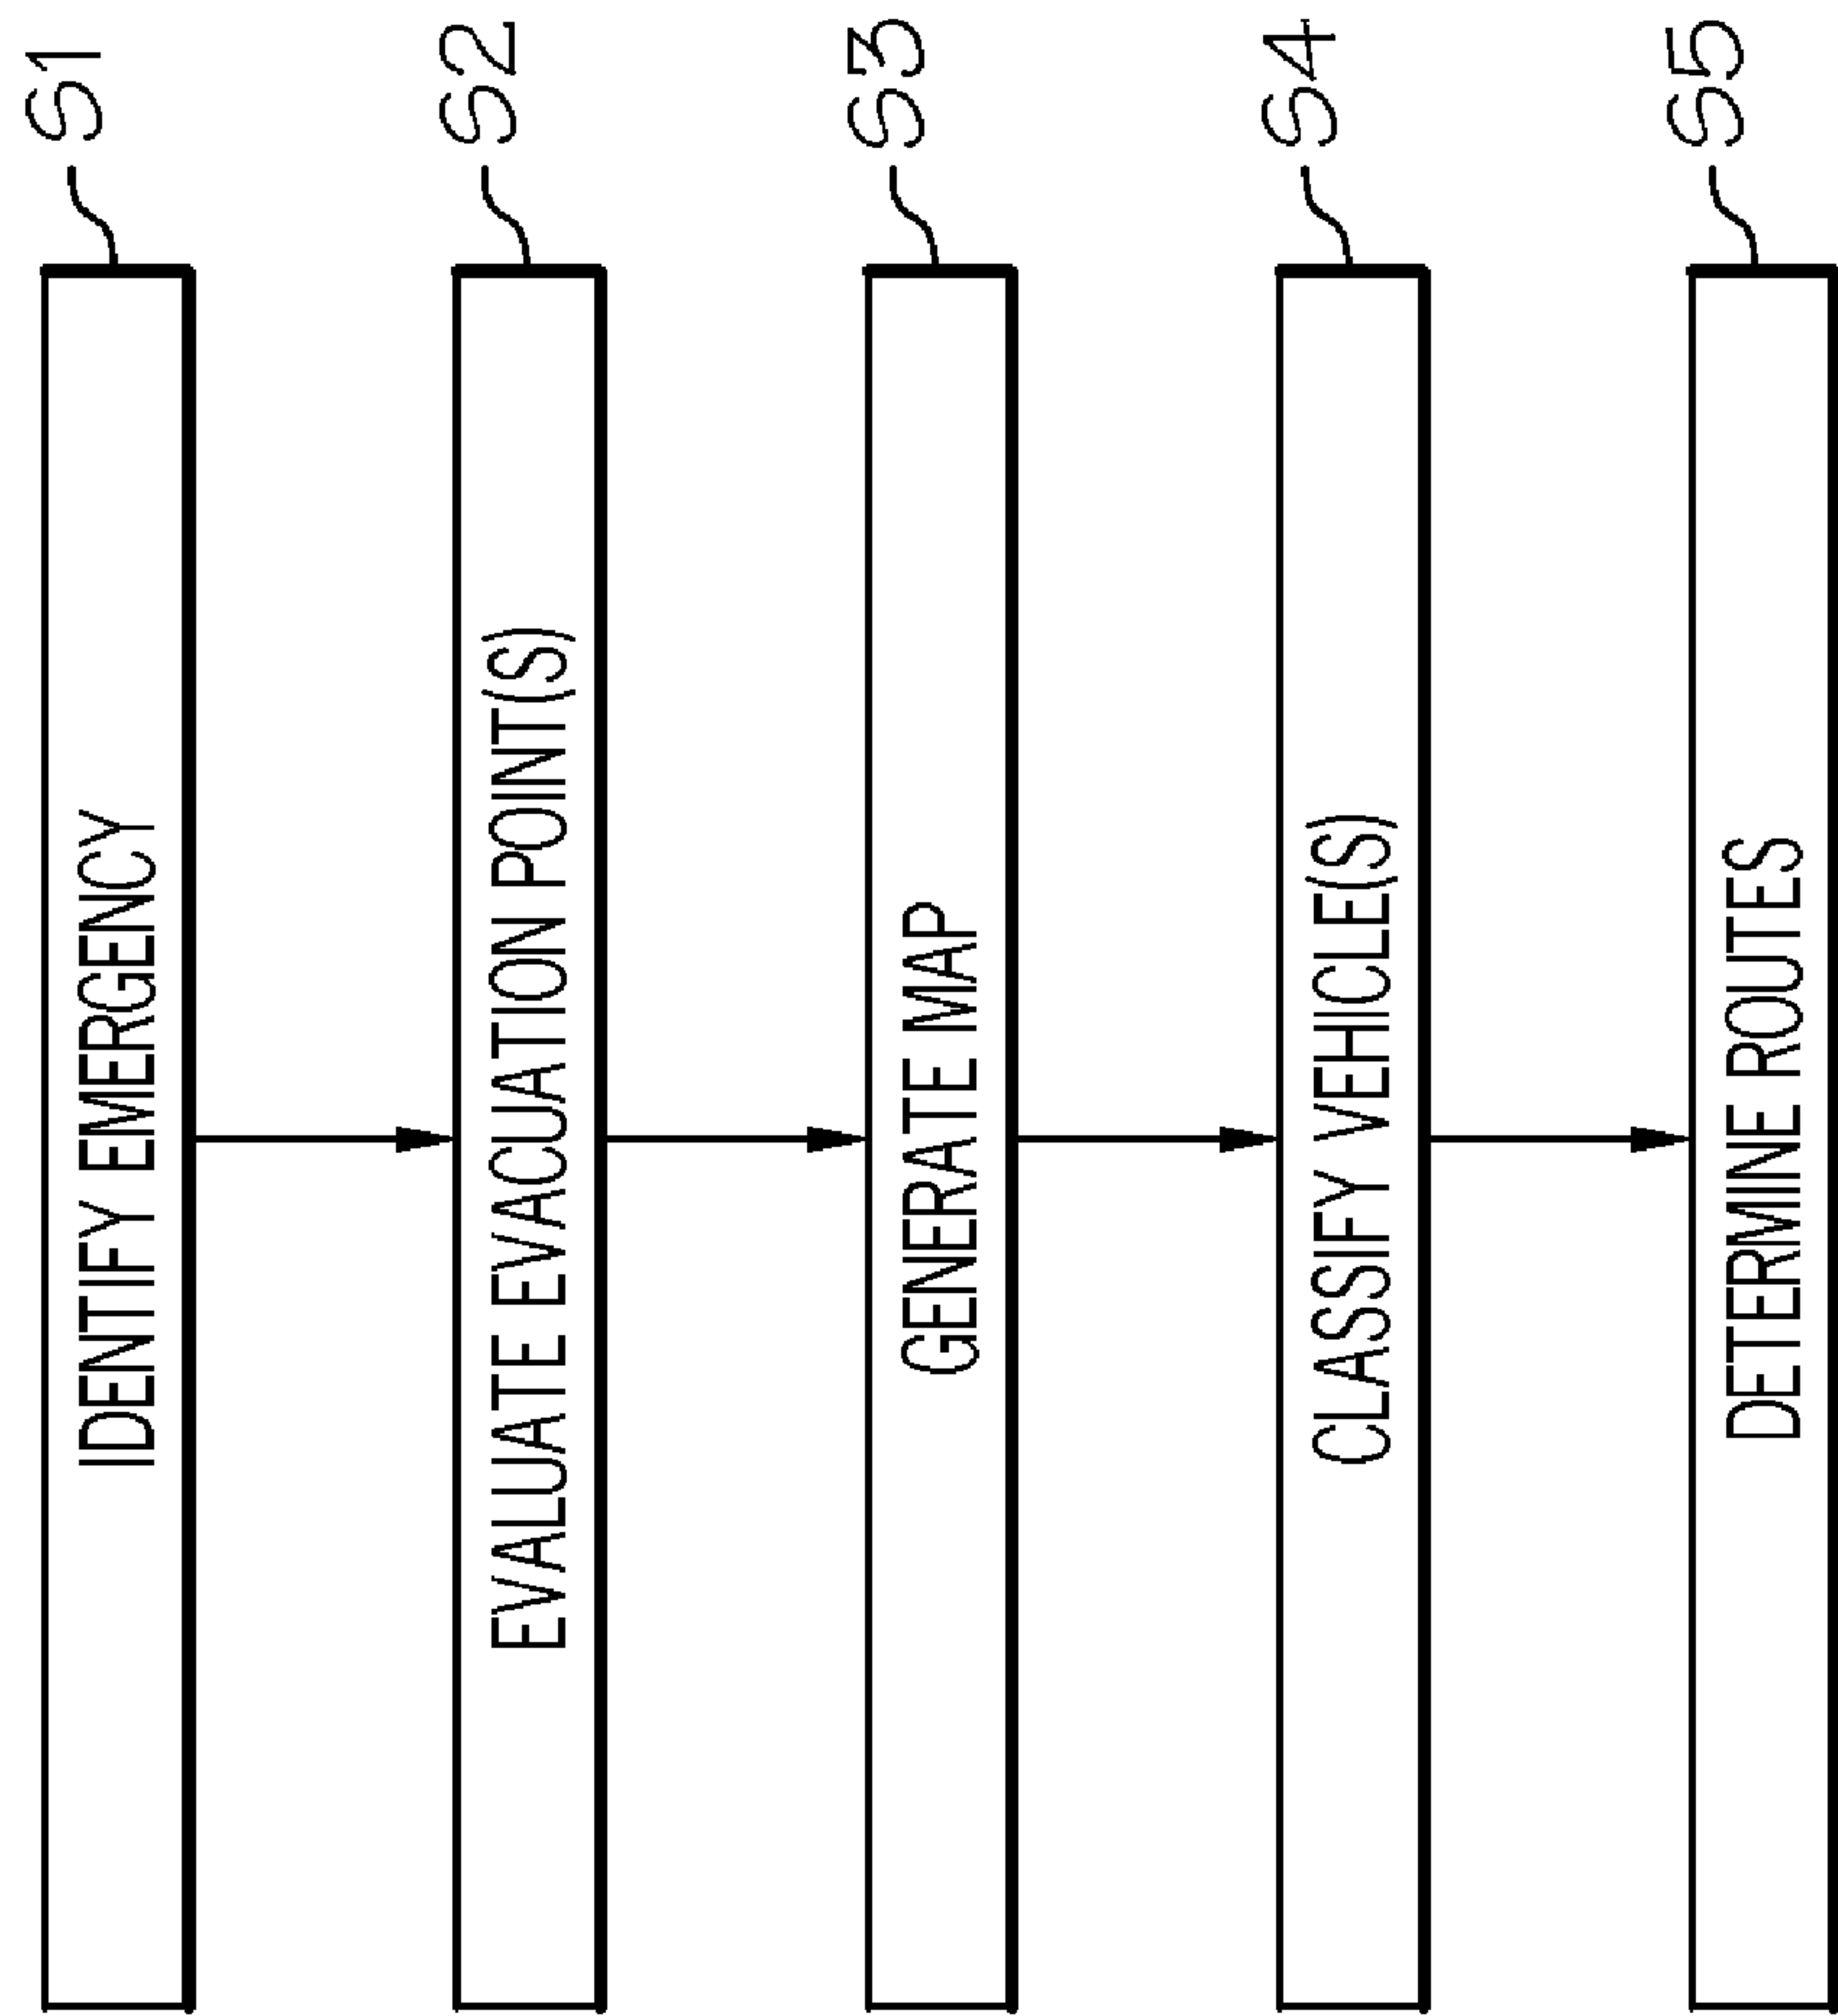 IDENTIFY EMERGENCY S1
EVALUATE EVACUATION POINT(S) S2
GENERATE MAP S3
CLASSIFY VEHICLE(S) S4
DETERMINE ROUTES S5